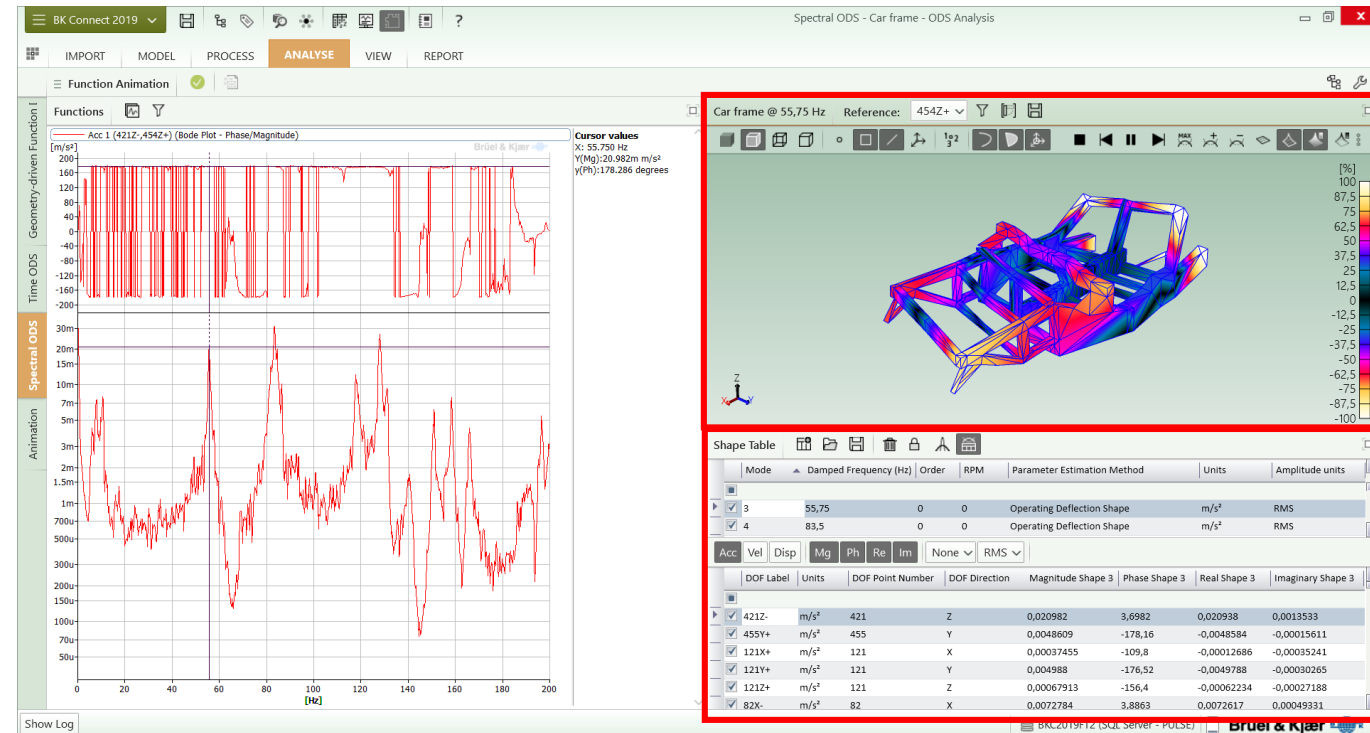 BK Connect 2019
Spectral ODS - Car frame - ODS Analysis
IMPORT MODEL PROCESS ANALYSE VIEW REPORT
Function Animation
Geometry-driven Function
Time ODS
Spectral ODS
Animation
Functions
Acc 1 (421Z-,454Z+) (Bode Plot - Phase/Magnitude)
[m/s²]
Brüel & Kjær
200
160
120
80
40
0
-40
-80
-120
-160
-200
30m
20m
15m
10m
7m
5m
3m
2m
1.5m
1m
700u
500u
300u
200u
150u
100u
70u
50u
0 20 40 60 80 100 120 140 160 180 200
[Hz]
Cursor values
X: 55.750 Hz
Y(Mg):20.982m m/s²
y(Ph):178.286 degrees
Car frame @ 55,75 Hz Reference: 454Z+
MAX
[%]
100
87,5
75
62,5
50
37,5
25
12,5
0
-12,5
-25
-37,5
-50
-62,5
-75
-87,5
-100
Z
X Y
Shape Table
Mode Damped Frequency (Hz) Order RPM Parameter Estimation Method Units Amplitude units
3 55,75 0 0 Operating Deflection Shape m/s² RMS
4 83,5 0 0 Operating Deflection Shape m/s² RMS
Acc Vel Disp Mg Ph Re Im None RMS
DOF Label Units DOF Point Number DOF Direction Magnitude Shape 3 Phase Shape 3 Real Shape 3 Imaginary Shape 3
421Z- m/s² 421 Z 0,020982 3,6982 0,020938 0,0013533
455Y+ m/s² 455 Y 0,0048609 -178,16 -0,0048584 -0,00015611
121X+ m/s² 121 X 0,00037455 -109,8 -0,00012686 -0,00035241
121Y+ m/s² 121 Y 0,004988 -176,52 -0,0049788 -0,00030265
121Z+ m/s² 121 Z 0,00067913 -156,4 -0,00062234 -0,00027188
82X- m/s² 82 X 0,0072784 3,8863 0,0072617 0,00049331
Show Log
BKC2019F12 (SQL Server - PULSE) Brüel & Kjær